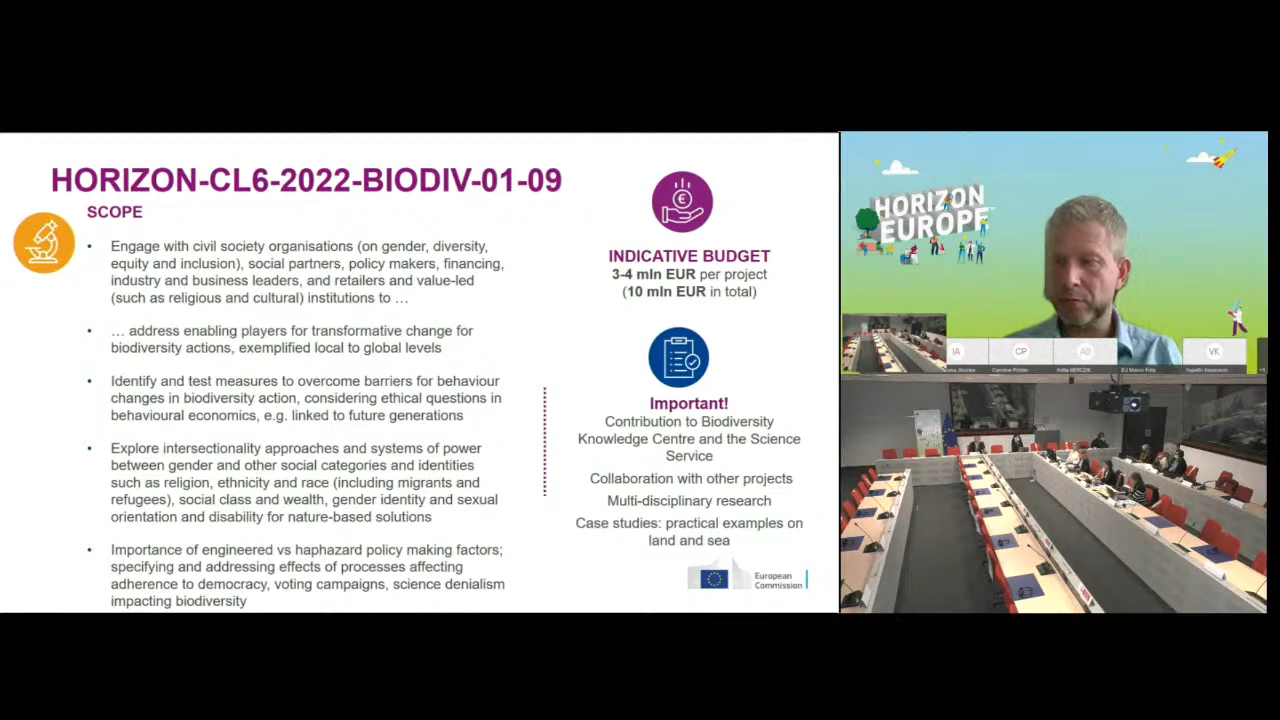 HORIZON-CL6-2022-BIODIV-01-09
SCOPE
• Engage with civil society organisations (on gender, diversity,
equity and inclusion), social partners, policy makers, financing,
industry and business leaders, and retailers and value-led
(such as religious and cultural) institutions to …
• … address enabling players for transformative change for
biodiversity actions, exemplified local to global levels
• Identify and test measures to overcome barriers for behaviour
changes in biodiversity action, considering ethical questions in
behavioural economics, e.g. linked to future generations
• Explore intersectionality approaches and systems of power
between gender and other social categories and identities
such as religion, ethnicity and race (including migrants and
refugees), social class and wealth, gender identity and sexual
orientation and disability for nature-based solutions
• Importance of engineered vs haphazard policy making factors;
specifying and addressing effects of processes affecting
adherence to democracy, voting campaigns, science denialism
impacting biodiversity
INDICATIVE BUDGET
3-4 mln EUR per project
(10 mln EUR in total)
Important!
Contribution to Biodiversity
Knowledge Centre and the Science
Service
Collaboration with other projects
Multi-disciplinary research
Case studies: practical examples on
land and sea
European
Commission
HORIZON
EUROPE
IA
CP
AB
VK